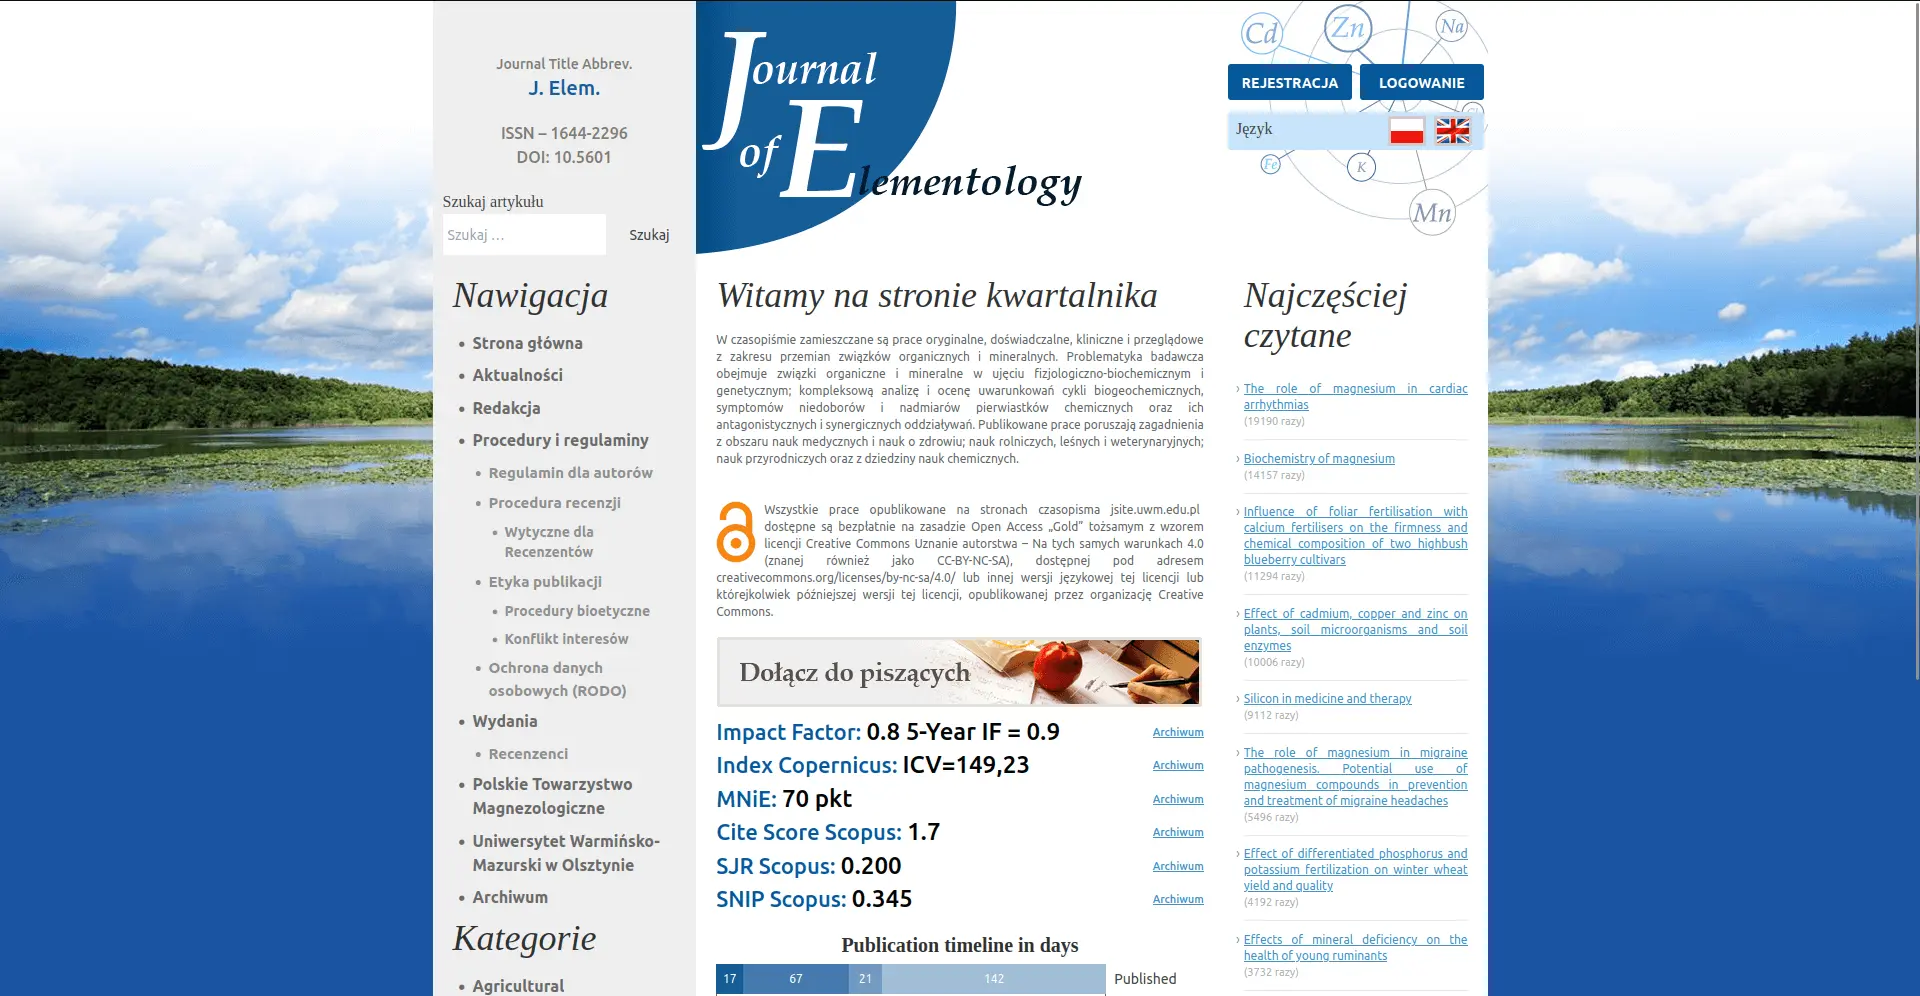 Journal Title Abbrev.
J. Elem.
ISSN – 1644-2296
DOI: 10.5601
Szukaj artykułu
Szukaj …
Szukaj
Nawigacja
Strona główna
Aktualności
Redakcja
Procedury i regulaminy
Regulamin dla autorów
Procedura recenzji
Wytyczne dla
Recenzentów
Etyka publikacji
Procedury bioetyczne
Konflikt interesów
Ochrona danych
osobowych (RODO)
Wydania
Recenzenci
Polskie Towarzystwo
Magnezologiczne
Uniwersytet Warmińsko-
Mazurski w Olsztynie
Archiwum
Kategorie
Agricultural
Journal
of Elementology
Witamy na stronie kwartalnika
W czasopiśmie zamieszczane są prace oryginalne, doświadczalne, kliniczne i przeglądowe
z zakresu przemian związków organicznych i mineralnych. Problematyka badawcza
obejmuje związki organiczne i mineralne w ujęciu fizjologiczno-biochemicznym i
genetycznym; kompleksową analizę i ocenę uwarunkowań cykli biogeochemicznych,
symptomów niedoborów i nadmiarów pierwiastków chemicznych oraz ich
antagonistycznych i synergicznych oddziaływań. Publikowane prace poruszają zagadnienia
z obszaru nauk medycznych i nauk o zdrowiu; nauk rolniczych, leśnych i weterynaryjnych;
nauk przyrodniczych oraz z dziedziny nauk chemicznych.
Wszystkie prace opublikowane na stronach czasopisma jsite.uwm.edu.pl
dostępne są bezpłatnie na zasadzie Open Access „Gold” tożsamym z wzorem
licencji Creative Commons Uznanie autorstwa – Na tych samych warunkach 4.0
(znanej również jako CC-BY-NC-SA), dostępnej pod adresem
creativecommons.org/licenses/by-nc-sa/4.0/ lub innej wersji językowej tej licencji lub
którejkolwiek późniejszej wersji tej licencji, opublikowanej przez organizację Creative
Commons.
Dołącz do piszących
Impact Factor: 0.8 5-Year IF = 0.9 Archiwum
Index Copernicus: ICV=149,23 Archiwum
MNiE: 70 pkt Archiwum
Cite Score Scopus: 1.7 Archiwum
SJR Scopus: 0.200 Archiwum
SNIP Scopus: 0.345 Archiwum
Publication timeline in days
17 67 21 142 Published
Cd Zn Na
REJESTRACJA LOGOWANIE
Język
Fe K
Mn
Najczęściej
czytane
The role of magnesium in cardiac
arrhythmias
(19190 razy)
Biochemistry of magnesium
(14157 razy)
Influence of foliar fertilisation with
calcium fertilisers on the firmness and
chemical composition of two highbush
blueberry cultivars
(11294 razy)
Effect of cadmium, copper and zinc on
plants, soil microorganisms and soil
enzymes
(10006 razy)
Silicon in medicine and therapy
(9112 razy)
The role of magnesium in migraine
pathogenesis. Potential use of
magnesium compounds in prevention
and treatment of migraine headaches
(5496 razy)
Effect of differentiated phosphorus and
potassium fertilization on winter wheat
yield and quality
(4192 razy)
Effects of mineral deficiency on the
health of young ruminants
(3732 razy)